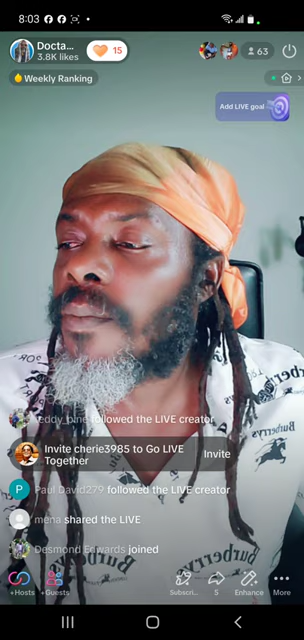 8:03
Docta...
3.8K likes
15
63
Weekly Ranking
Add LIVE goal
followed the LIVE creator
Invite cherie3985 to Go LIVE
Together
Invite
P
Paul David279 followed the LIVE creator
mena shared the LIVE
Desmond Edwards joined
+Hosts
+Guests
Subscri...
5
Enhance
More